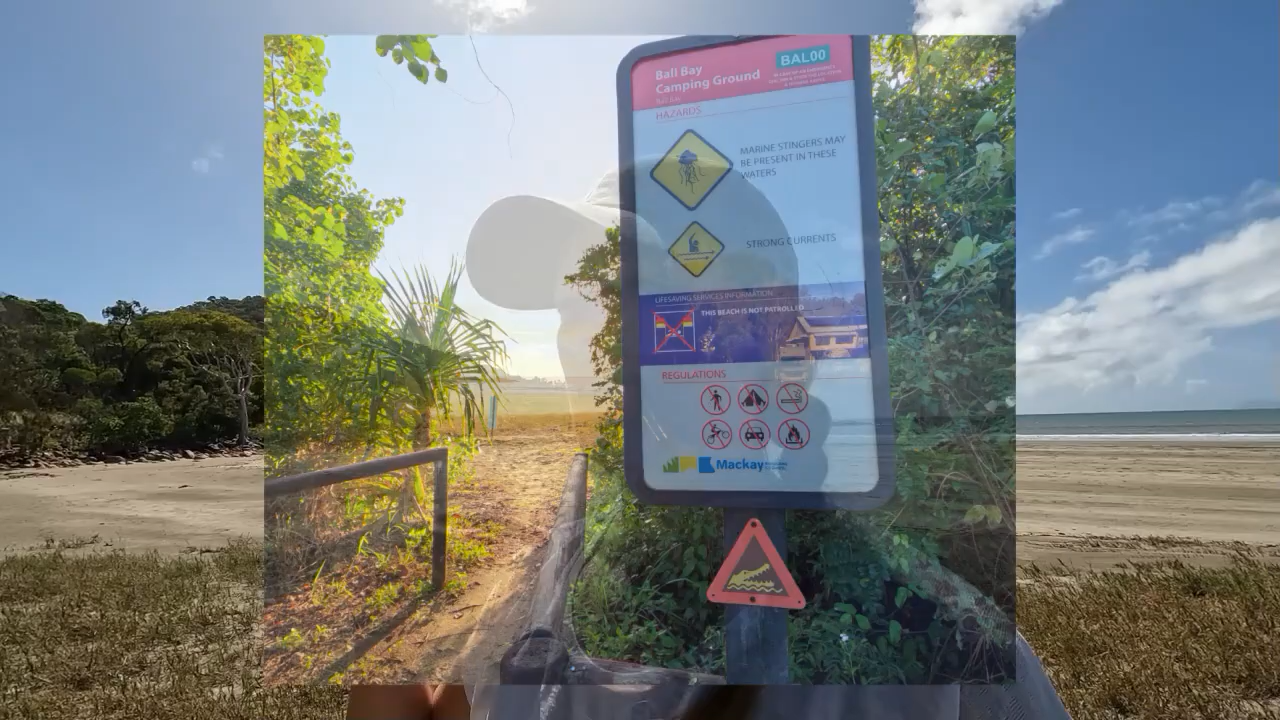 Ball Bay
Camping Ground
BAL00
HAZARDS
MARINE STINGERS MAY
BE PRESENT IN THESE
WATERS
STRONG CURRENTS
LIFESAVING SERVICES INFORMATION
THIS BEACH IS NOT PATROLLED
REGULATIONS
Mackay